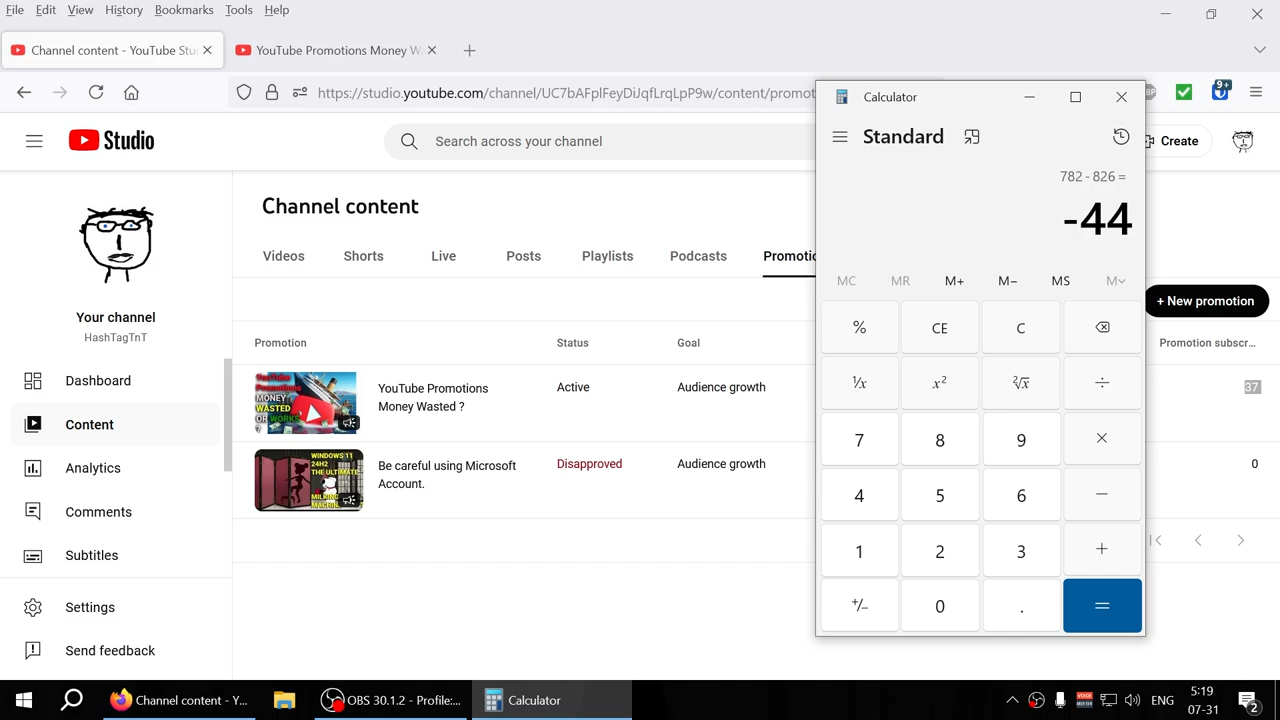 File Edit View History Bookmarks Tools Help
Channel content - YouTube Stu
YouTube Promotions Money W
https://studio.youtube.com/channel/UC7bAFpIFeyDiJqfLrqLpP9w/content/promot
Calculator
9+
Studio
Search across your channel
Standard
Create
782 - 826 =
-44
Channel content
Videos Shorts Live Posts Playlists Podcasts Promotio
MC MR M+ M− MS M
+ New promotion
% CE C
Your channel
HashTagTnT
Promotion Status Goal Promotion subscr...
¹/x x² ²√x ÷
Dashboard
YouTube Promotions
Money Wasted ?
Active Audience growth 37
YouTube
Promotions
MONEY
WASTED
OR WORKS
?
Content
7 8 9 ×
Analytics
Be careful using Microsoft
Account.
Disapproved Audience growth 0
WINDOWS 11
24H2
THE ULTIMATE
MILKING
4 5 6 −
Comments
Subtitles
1 2 3 +
Settings
+/− 0 . =
Send feedback
Channel content - Y...
OBS 30.1.2 - Profile:...
Calculator
ENG
5:19
07-31
2